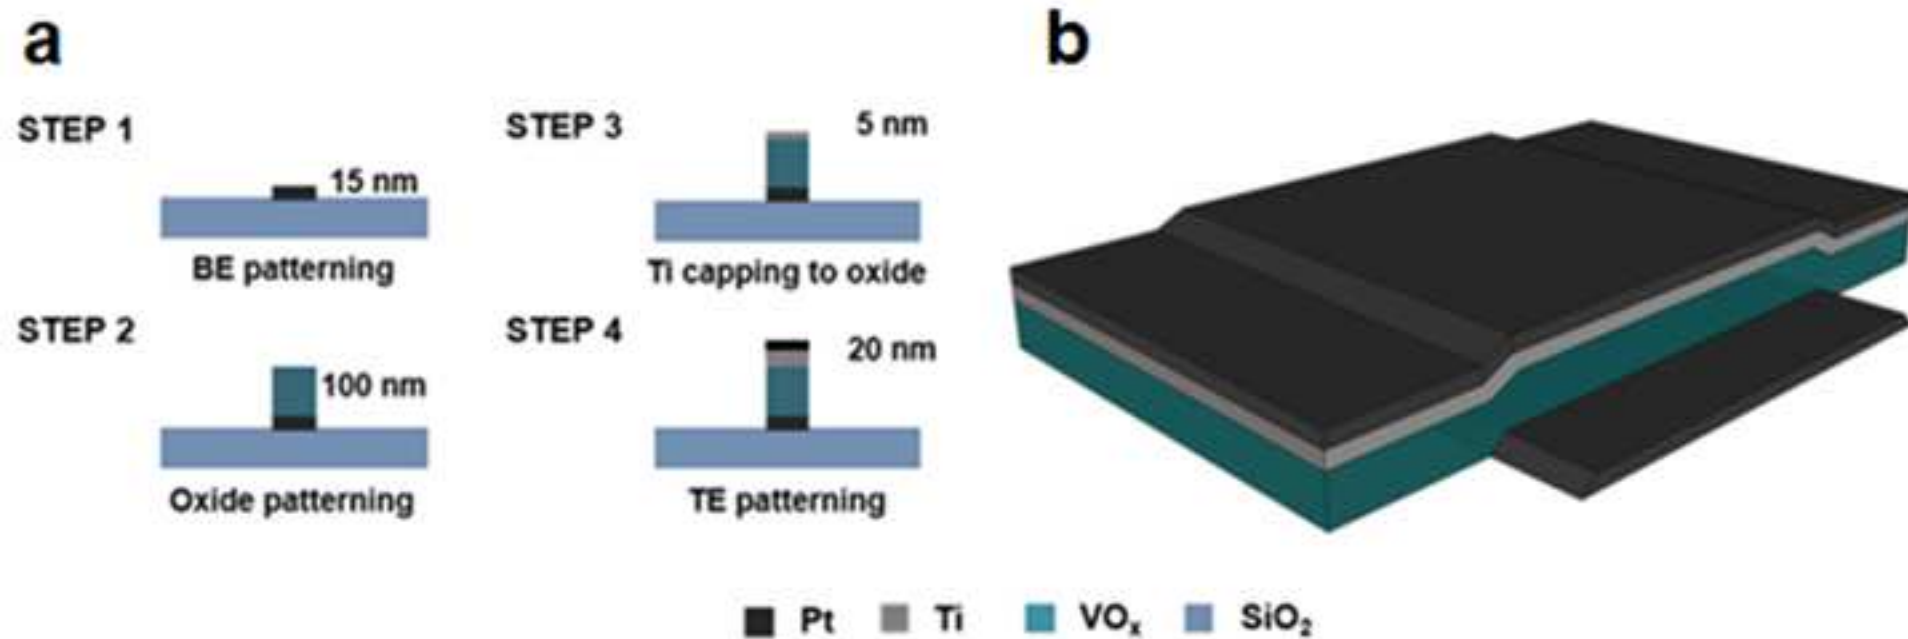 a
STEP 1
15 nm
BE patterning
STEP 2
100 nm
Oxide patterning
STEP 3
5 nm
Ti capping to oxide
STEP 4
20 nm
TE patterning
b
Pt Ti VOₓ SiO₂